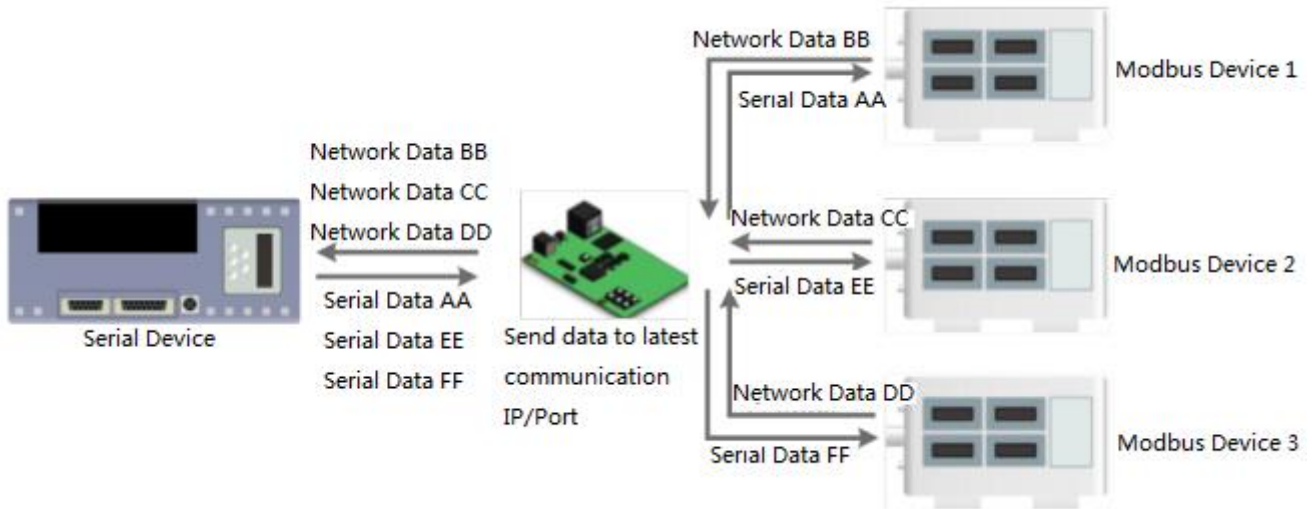 Network Data BB
Serial Data AA
Modbus Device 1
Network Data BB
Network Data CC
Network Data DD
Serial Data AA
Serial Data EE
Serial Data FF
Serial Device
Send data to latest
communication
IP/Port
Network Data CC
Serial Data EE
Modbus Device 2
Network Data DD
Serial Data FF
Modbus Device 3